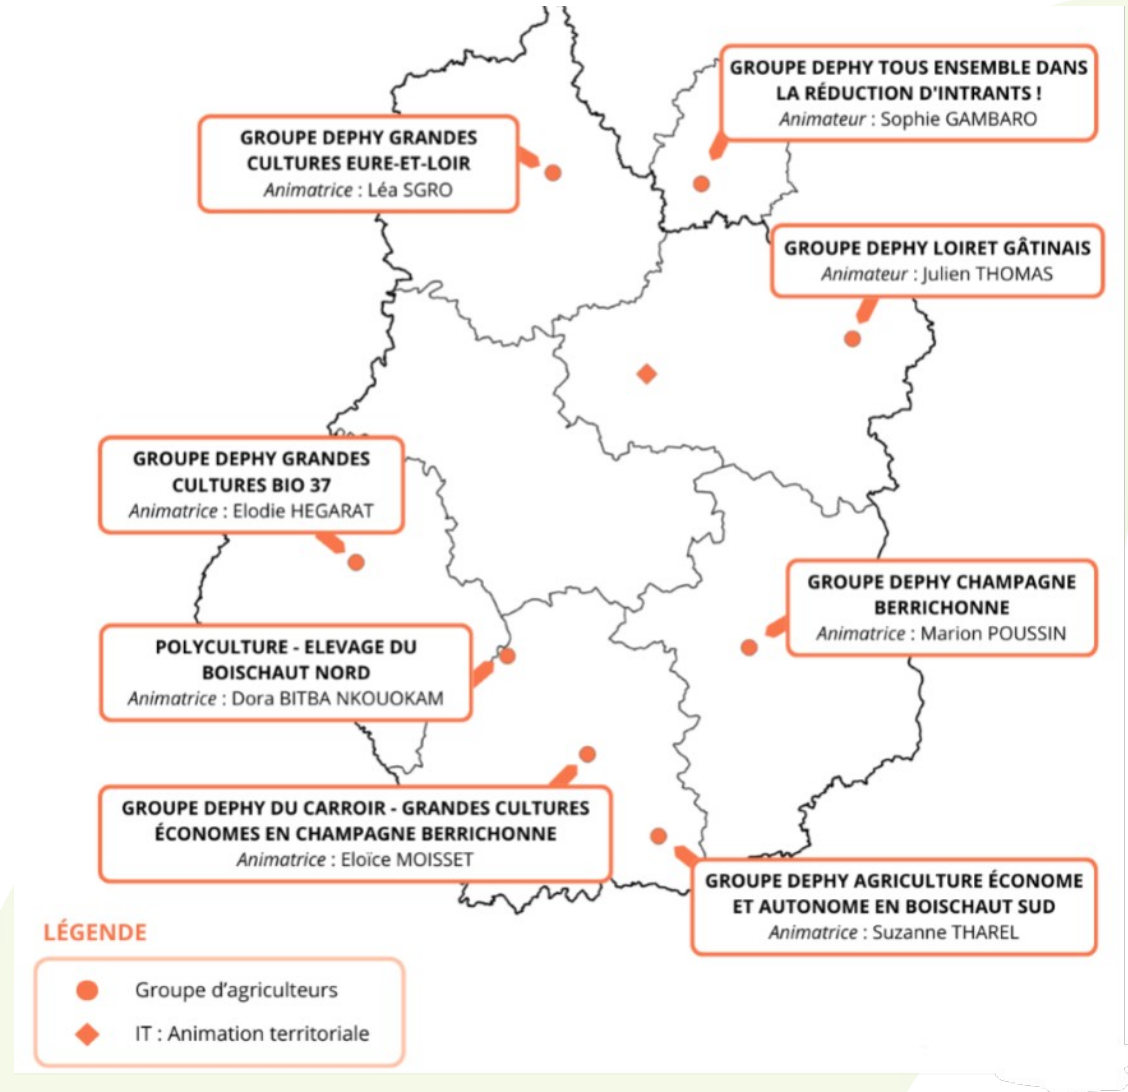 GROUPE DEPHY TOUS ENSEMBLE DANS
LA RÉDUCTION D'INTRANTS !
Animateur : Sophie GAMBARO
GROUPE DEPHY GRANDES
CULTURES EURE-ET-LOIR
Animatrice : Léa SGRO
GROUPE DEPHY LOIRET GÂTINAIS
Animateur : Julien THOMAS
GROUPE DEPHY GRANDES
CULTURES BIO 37
Animatrice : Elodie HEGARAT
GROUPE DEPHY CHAMPAGNE
BERRICHONNE
Animatrice : Marion POUSSIN
POLYCULTURE - ELEVAGE DU
BOISCHAUT NORD
Animatrice : Dora BITBA NKOUOKAM
GROUPE DEPHY DU CARROIR - GRANDES CULTURES
ÉCONOMES EN CHAMPAGNE BERRICHONNE
Animatrice : Eloïce MOISSET
GROUPE DEPHY AGRICULTURE ÉCONOME
ET AUTONOME EN BOISCHAUT SUD
Animatrice : Suzanne THAREL
LÉGENDE
Groupe d'agriculteurs
IT : Animation territoriale